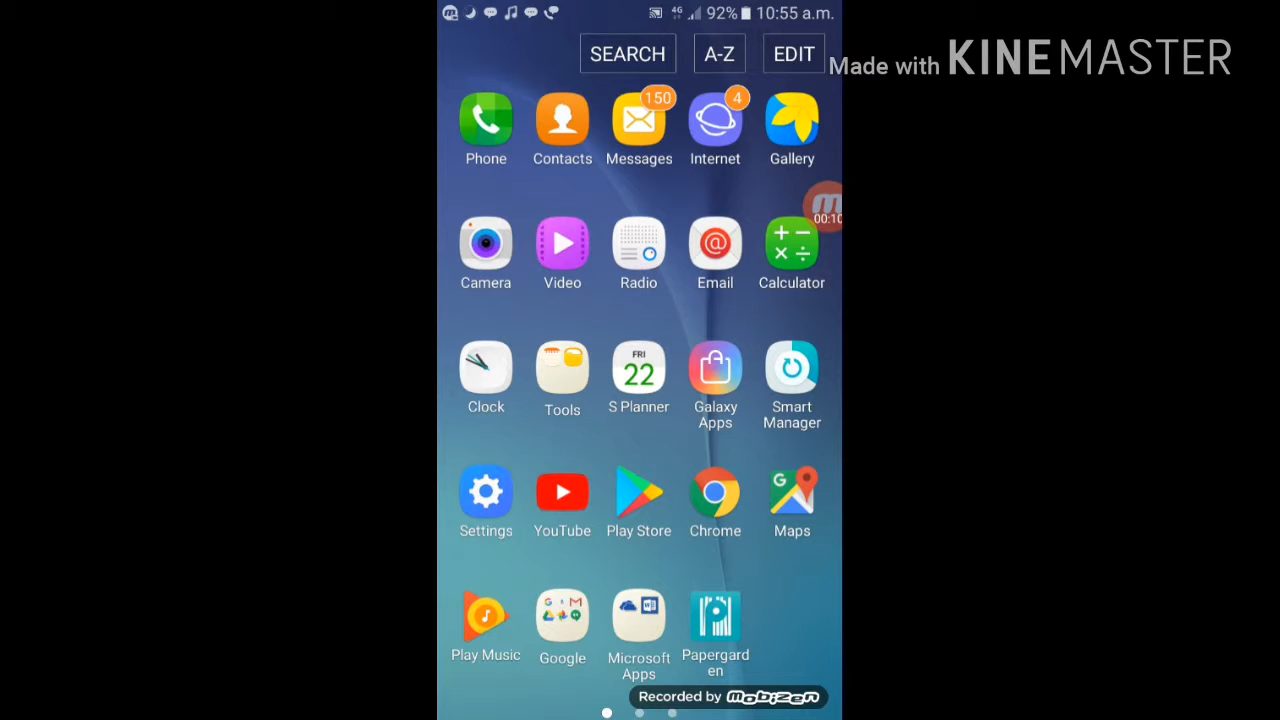 92% 10:55 a.m.
4G
SEARCH A-Z EDIT
Made with KINEMASTER
150 4
Phone Contacts Messages Internet Gallery
00:10
Camera Video Radio Email Calculator
FRI
22
Clock Tools S Planner Galaxy Apps Smart Manager
Settings YouTube Play Store Chrome Maps
Play Music Google Microsoft Apps Papergarden
Recorded by Mobizen